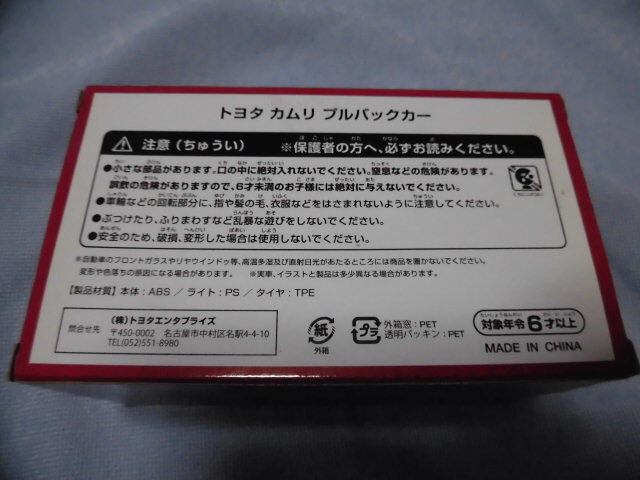 トヨタ カムリ プルバックカー
注意(ちゅうい) ※保護者の方へ、必ずお読みください。
●小さな部品があります。口の中に絶対入れないでください。窒息などの危険があります。
誤飲の危険がありますので、6才未満のお子様には絶対に与えないでください。
●車輪などの回転部分に、指や髪の毛、衣服などをはさまれないように注意してください。
●ぶつけたり、ふりまわすなど乱暴な遊びをしないでください。
●安全のため、破損、変形した場合は使用しないでください。
※自動車のフロントガラスやリヤウインドゥ等、高温多湿及び直射日光があたるところには商品を置かないでください。
変形や色落ちの原因になる場合があります。 ※実車、イラストと製品は多少異なる場合があります。
【製品材質】本体:ABS / ライト:PS / タイヤ:TPE
問合せ先
(株)トヨタエンタプライズ
〒450-0002 名古屋市中村区名駅4-4-10
TEL(052)551-8980
紙
外箱
プラ
外箱窓:PET
透明パッキン:PET
対象年令6才以上
MADE IN CHINA